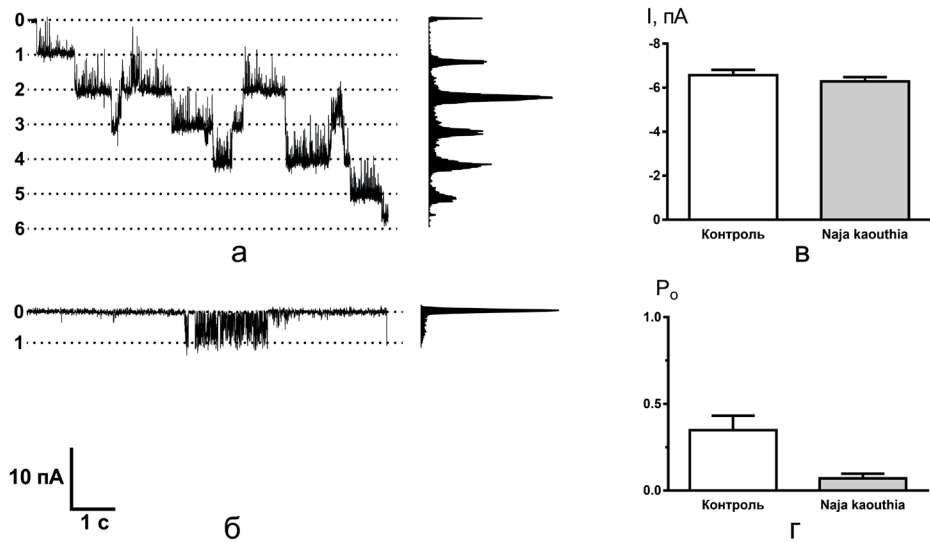 0
1
2
3
4
5
6
а
0
1
10 пА
1 с
б
I, пА
-8
-6
-4
-2
0
Контроль
Naja kaouthia
в
Pо
1.0
0.5
0.0
Контроль
Naja kaouthia
г